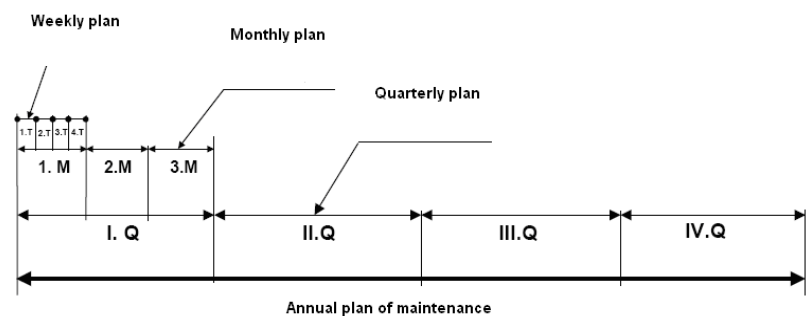 Weekly plan
Monthly plan
Quarterly plan
1.T 2.T 3.T 4.T
1. M 2.M 3.M
I. Q II.Q III.Q IV.Q
Annual plan of maintenance